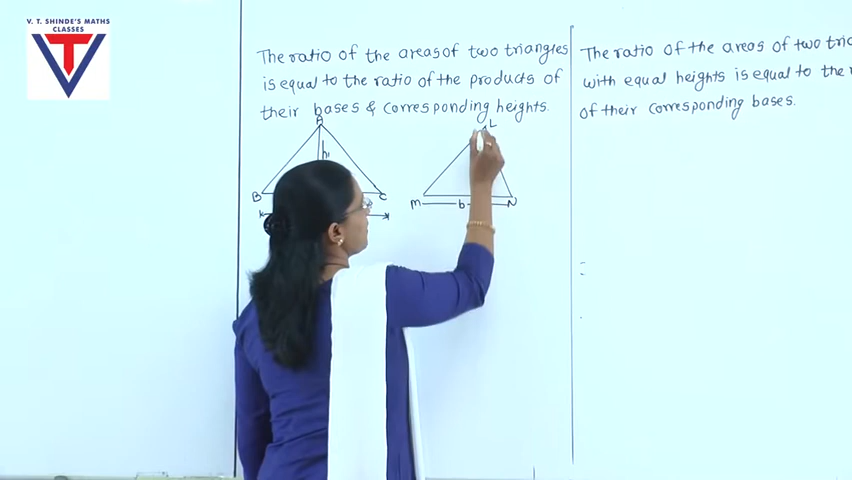 V. T. SHINDE'S MATHS
CLASSES
VT
The ratio of the areas of two triangles
is equal to the ratio of the products of
their bases & corresponding heights.
A
L
h1
B
C
M
b
N
The ratio of the areas of two
with equal heights is equal to the
of their corresponding bases.